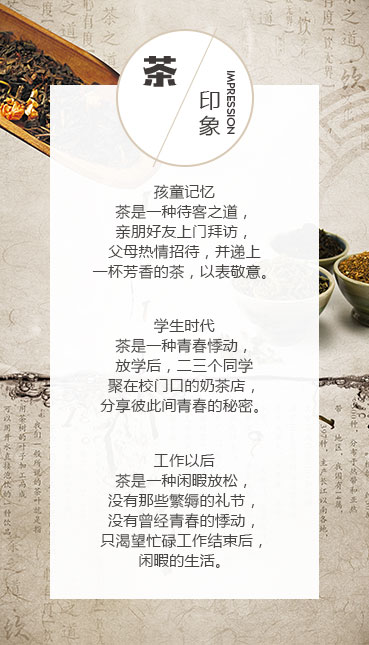 茶
印象
IMPRESSION
孩童记忆
茶是一种待客之道，
亲朋好友上门拜访，
父母热情招待，并递上
一杯芳香的茶，以表敬意。
学生时代
茶是一种青春悸动，
放学后，二三个同学
聚在校门口的奶茶店，
分享彼此间青春的秘密。
工作以后
茶是一种闲暇放松，
没有那些繁缛的礼节，
没有曾经青春的悸动，
只渴望忙碌工作结束后，
闲暇的生活。